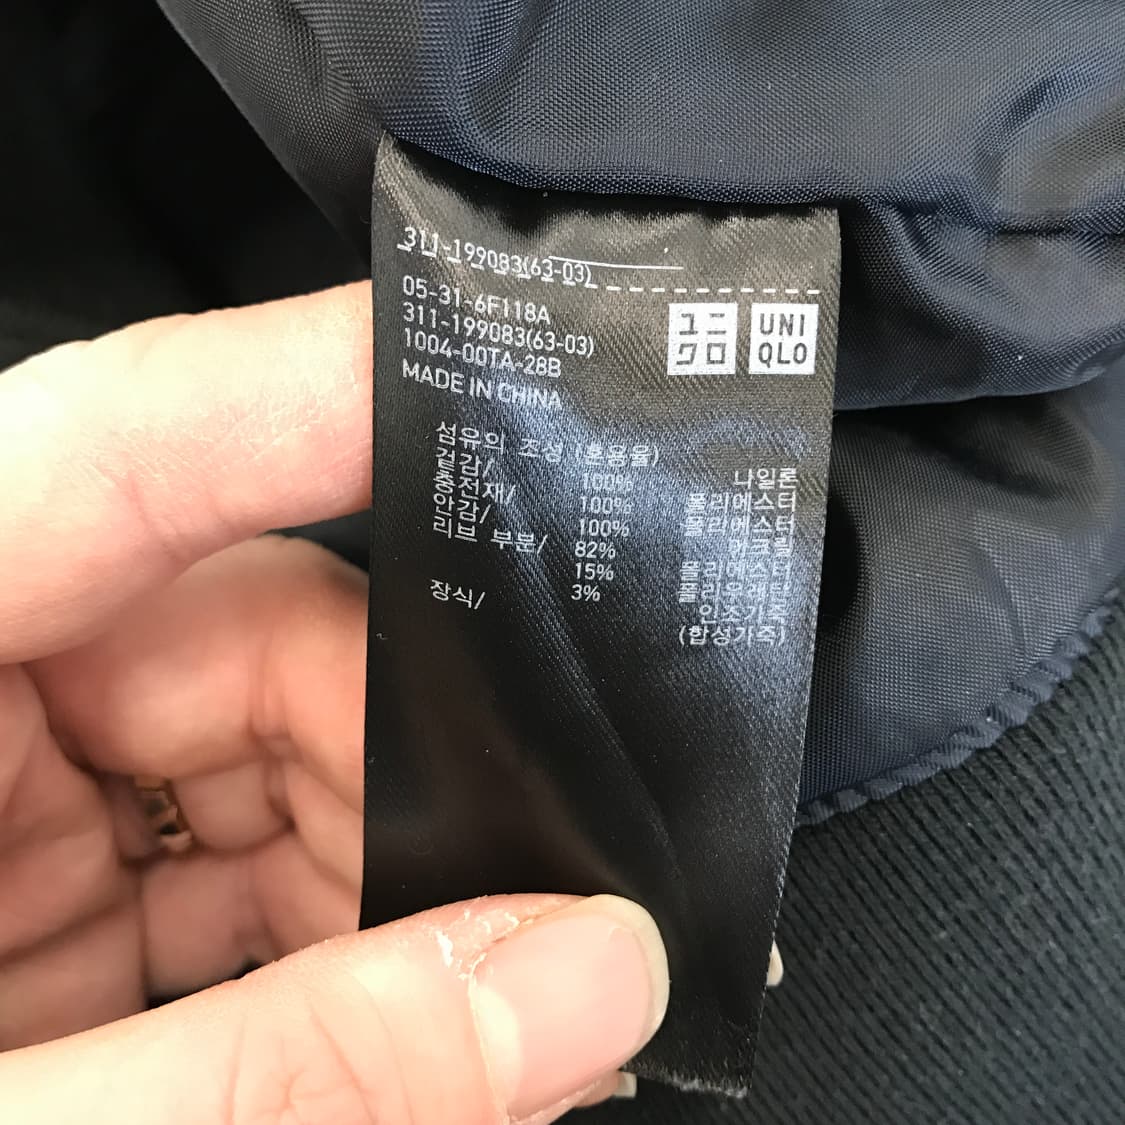 311-199083(63-03)
05-31-6F118A
311-199083(63-03)
1004-00TA-28B
MADE IN CHINA
ユニ
クロ
UNI
QLO
섬유의 조성 (혼용율)
겉감/ 100% 나일론
충전재/ 100% 폴리에스터
안감/ 100% 폴리에스터
리브 부분/ 82% 아크릴
15% 폴리에스터
3% 폴리우레탄
장식/ 인조가죽
(합성가죽)